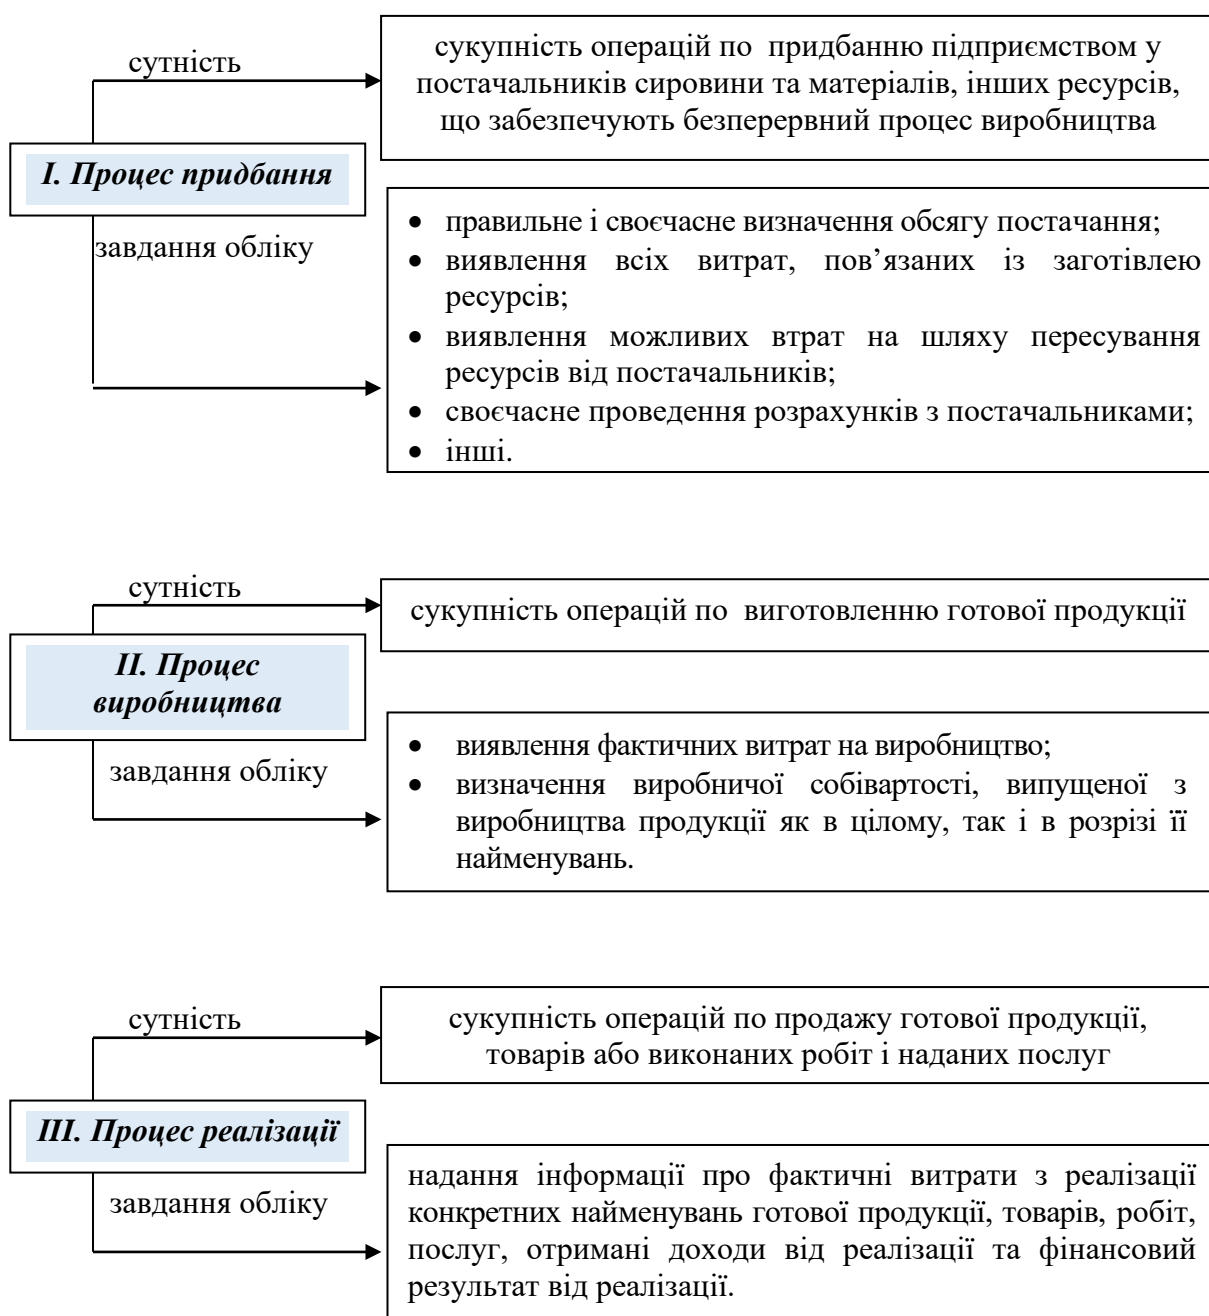 сутність
сукупність операцій по придбанню підприємством у
постачальників сировини та матеріалів, інших ресурсів,
що забезпечують безперервний процес виробництва
I. Процес придбання
завдання обліку
• правильне і своєчасне визначення обсягу постачання;
• виявлення всіх витрат, пов’язаних із заготівлею
ресурсів;
• виявлення можливих втрат на шляху пересування
ресурсів від постачальників;
• своєчасне проведення розрахунків з постачальниками;
• інші.
сутність
сукупність операцій по виготовленню готової продукції
II. Процес
виробництва
завдання обліку
• виявлення фактичних витрат на виробництво;
• визначення виробничої собівартості, випущеної з
виробництва продукції як в цілому, так і в розрізі її
найменувань.
сутність
сукупність операцій по продажу готової продукції,
товарів або виконаних робіт і наданих послуг
III. Процес реалізації
завдання обліку
надання інформації про фактичні витрати з реалізації
конкретних найменувань готової продукції, товарів, робіт,
послуг, отримані доходи від реалізації та фінансовий
результат від реалізації.